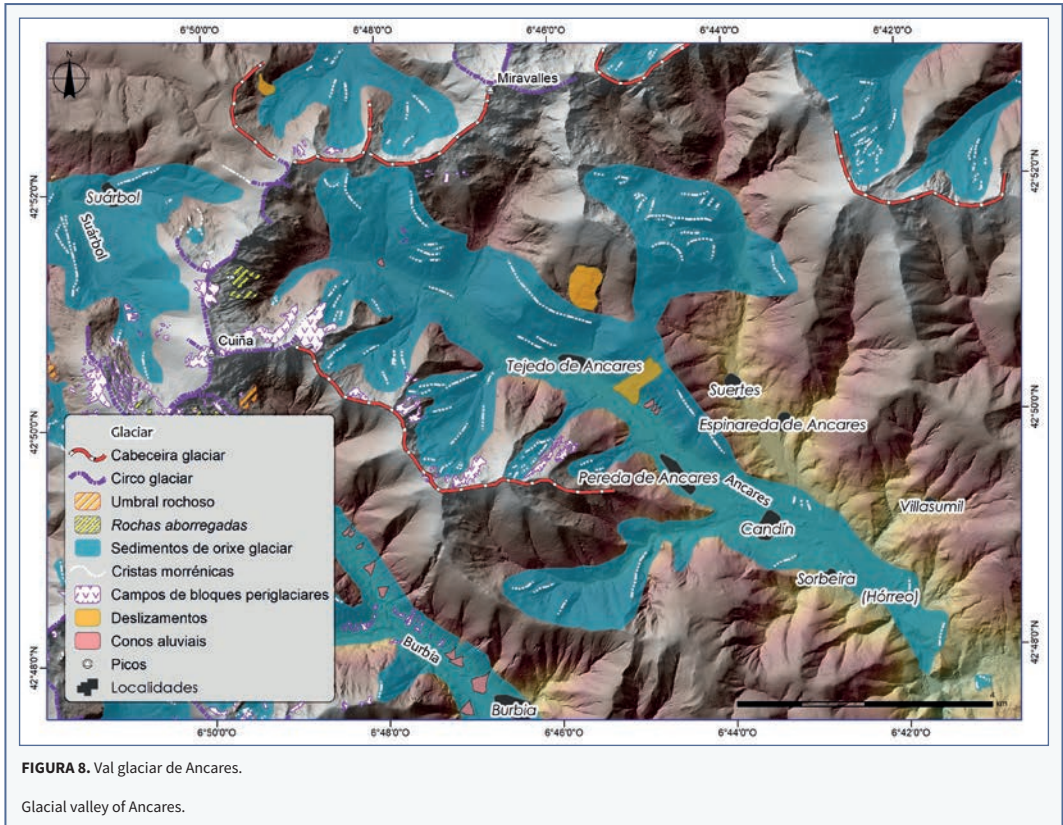 6°50'0"O 6°48'0"O 6°46'0"O 6°44'0"O 6°42'0"O
N
Miravalles
42°52'0"N
42°52'0"N
Suárbol
Suárbol
Cuiña
Tejedo de Ancares
Suertes
42°50'0"N
42°50'0"N
Espinareda de Ancares
Pereda de Ancares
Ancares
Villasumil
Candín
Sorbeira
(Hórreo)
Glaciar
Cabeceira glaciar
Circo glaciar
Umbral rochoso
Rochas aborregadas
Sedimentos de orixe glaciar
Cristas morrénicas
Campos de bloques periglaciares
Deslizamentos
Conos aluviais
Picos
Localidades
42°48'0"N
42°48'0"N
Burbia
Burbia
4
km
6°50'0"O 6°48'0"O 6°46'0"O 6°44'0"O 6°42'0"O
FIGURA 8. Val glaciar de Ancares.
Glacial valley of Ancares.